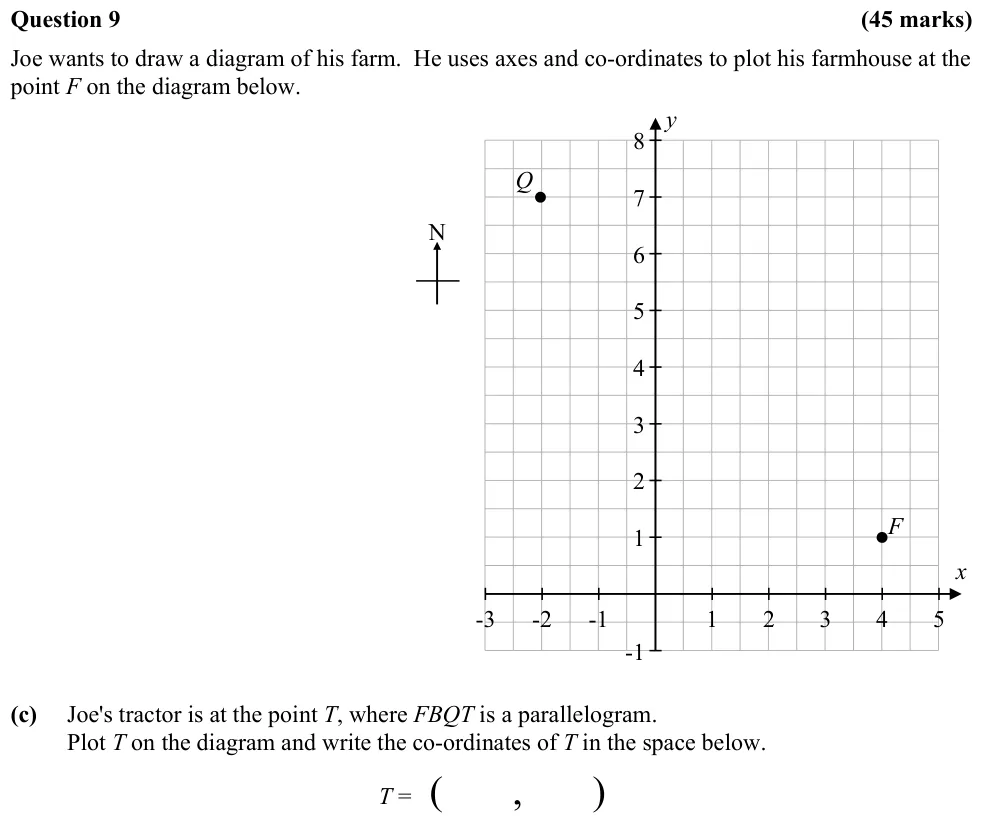 Question 9 (45 marks)
Joe wants to draw a diagram of his farm. He uses axes and co-ordinates to plot his farmhouse at the
point F on the diagram below.
y
8
Q
7
N
6
5
4
3
2
F
1
x
-3 -2 -1 1 2 3 4 5
-1
(c) Joe's tractor is at the point T, where FBQT is a parallelogram.
Plot T on the diagram and write the co-ordinates of T in the space below.
T = ( , )